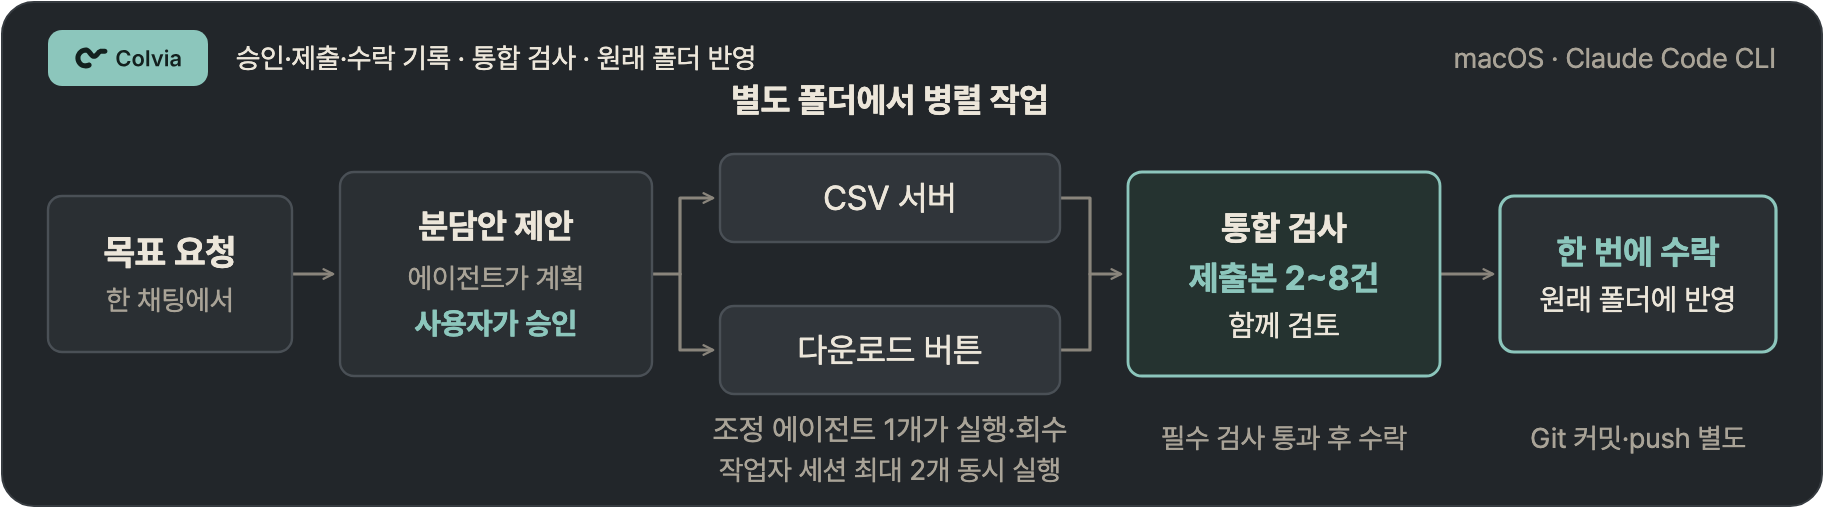 Colvia
승인·제출·수락 기록 · 통합 검사 · 원래 폴더 반영
macOS · Claude Code CLI
별도 폴더에서 병렬 작업
목표 요청
한 채팅에서
분담안 제안
에이전트가 계획
사용자가 승인
CSV 서버
다운로드 버튼
조정 에이전트 1개가 실행·회수
작업자 세션 최대 2개 동시 실행
통합 검사
제출본 2~8건
함께 검토
필수 검사 통과 후 수락
한 번에 수락
원래 폴더에 반영
Git 커밋·push 별도